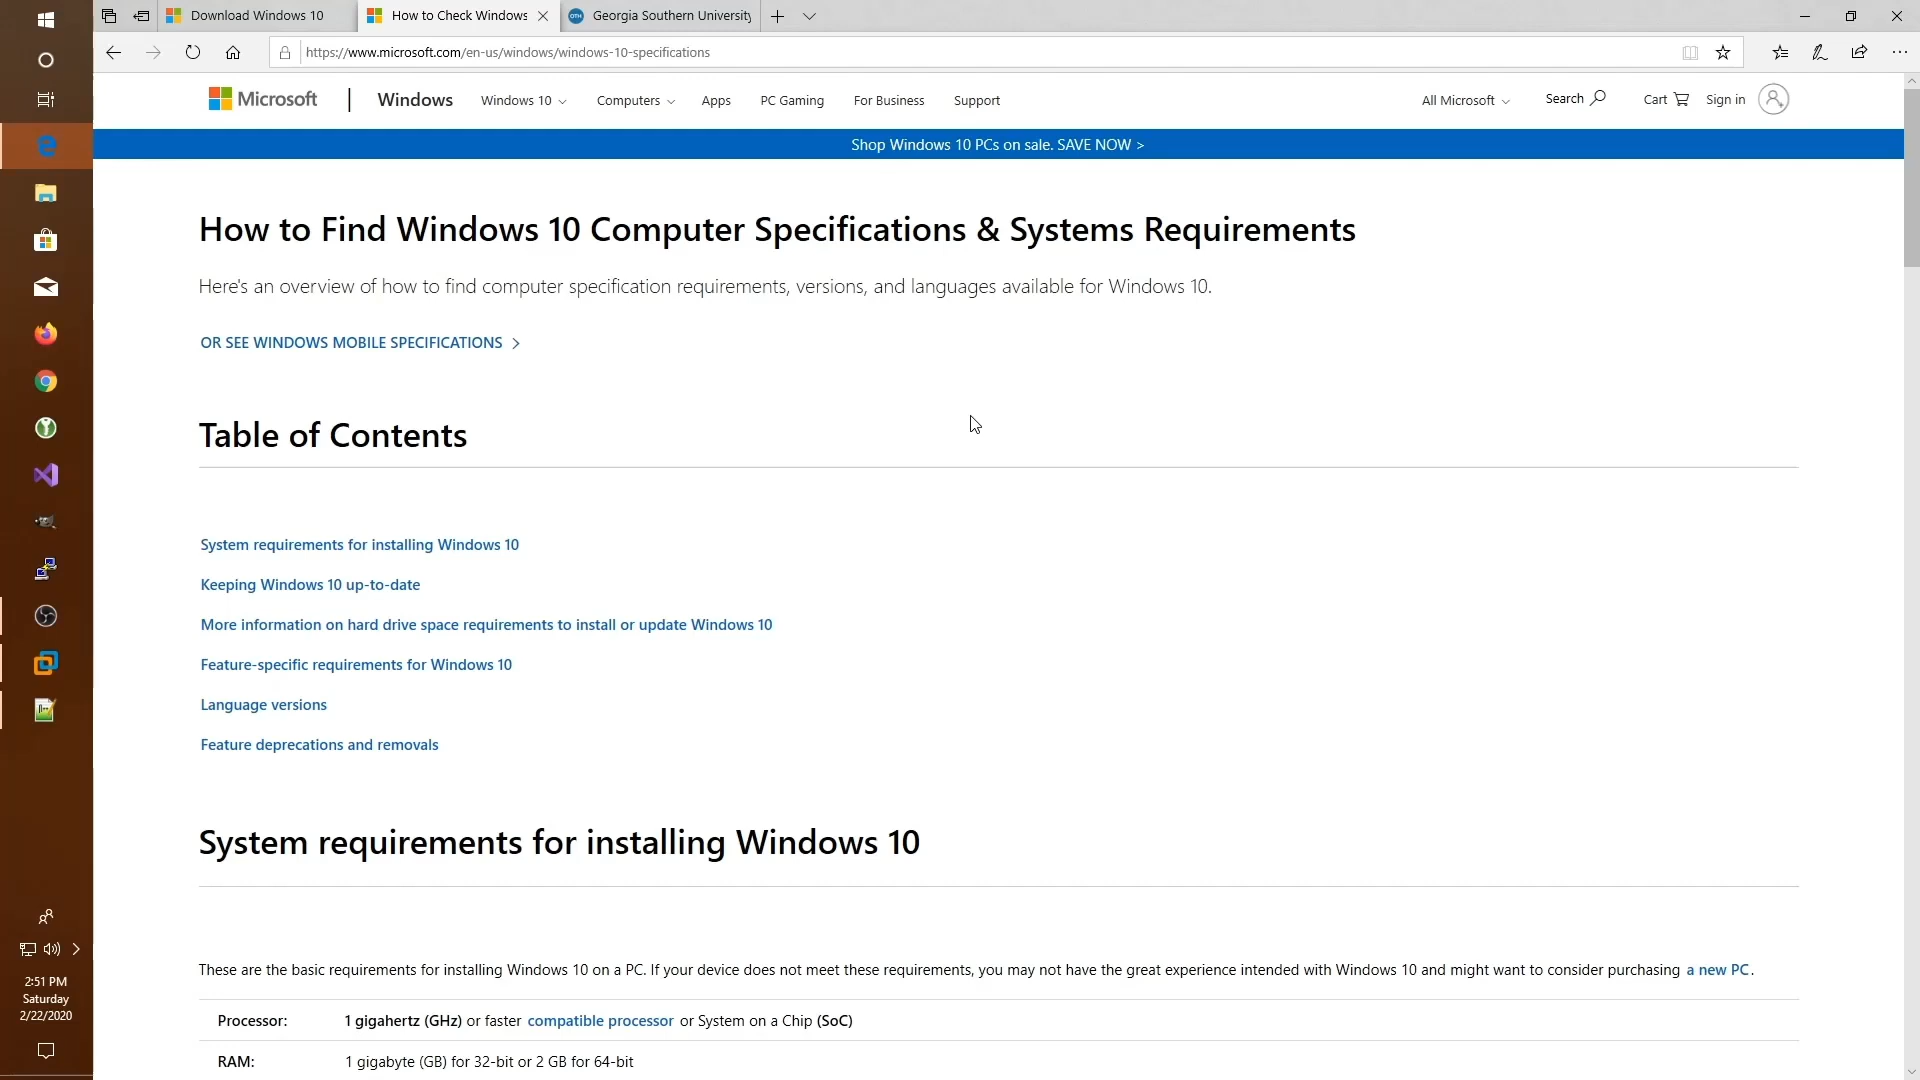 Download Windows 10
How to Check Windows
Georgia Southern University
https://www.microsoft.com/en-us/windows/windows-10-specifications
Microsoft
Windows
Windows 10
Computers
Apps
PC Gaming
For Business
Support
All Microsoft
Search
Cart
Sign in
Shop Windows 10 PCs on sale. SAVE NOW >
How to Find Windows 10 Computer Specifications & Systems Requirements
Here's an overview of how to find computer specification requirements, versions, and languages available for Windows 10.
OR SEE WINDOWS MOBILE SPECIFICATIONS
Table of Contents
System requirements for installing Windows 10
Keeping Windows 10 up-to-date
More information on hard drive space requirements to install or update Windows 10
Feature-specific requirements for Windows 10
Language versions
Feature deprecations and removals
System requirements for installing Windows 10
These are the basic requirements for installing Windows 10 on a PC. If your device does not meet these requirements, you may not have the great experience intended with Windows 10 and might want to consider purchasing a new PC.
Processor: 1 gigahertz (GHz) or faster compatible processor or System on a Chip (SoC)
RAM: 1 gigabyte (GB) for 32-bit or 2 GB for 64-bit
2:51 PM
Saturday
2/22/2020